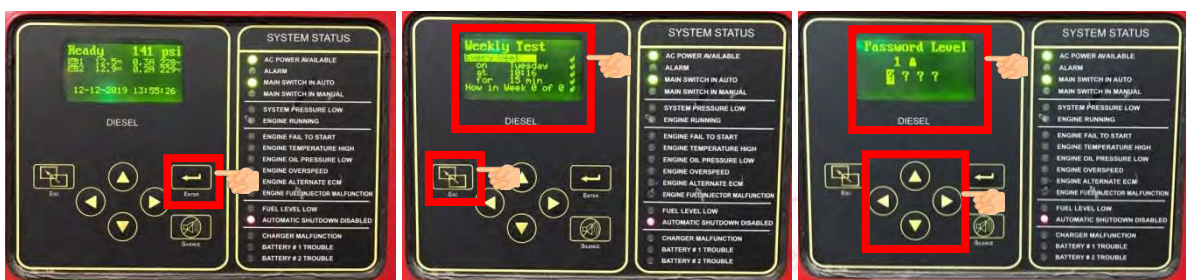 Ready 141 psi
12-12-2019 13:55:26
DIESEL
Esc
ENTER
SILENCE
SYSTEM STATUS
AC POWER AVAILABLE
ALARM
MAIN SWITCH IN AUTO
MAIN SWITCH IN MANUAL
SYSTEM PRESSURE LOW
ENGINE RUNNING
ENGINE FAIL TO START
ENGINE TEMPERATURE HIGH
ENGINE OIL PRESSURE LOW
ENGINE OVERSPEED
ENGINE ALTERNATE ECM
ENGINE FUEL INJECTOR MALFUNCTION
FUEL LEVEL LOW
AUTOMATIC SHUTDOWN DISABLED
CHARGER MALFUNCTION
BATTERY # 1 TROUBLE
BATTERY # 2 TROUBLE
Weekly Test
Every Week
on Tuesday
at 10:16
for 15 min
Now in Week 0 of 0
DIESEL
Esc
ENTER
SILENCE
SYSTEM STATUS
AC POWER AVAILABLE
ALARM
MAIN SWITCH IN AUTO
MAIN SWITCH IN MANUAL
SYSTEM PRESSURE LOW
ENGINE RUNNING
ENGINE FAIL TO START
ENGINE TEMPERATURE HIGH
ENGINE OIL PRESSURE LOW
ENGINE OVERSPEED
ENGINE ALTERNATE ECM
ENGINE FUEL INJECTOR MALFUNCTION
FUEL LEVEL LOW
AUTOMATIC SHUTDOWN DISABLED
CHARGER MALFUNCTION
BATTERY # 1 TROUBLE
BATTERY # 2 TROUBLE
Password Level
1
? ? ? ?
DIESEL
Esc
SILENCE
SYSTEM STATUS
AC POWER AVAILABLE
ALARM
MAIN SWITCH IN AUTO
MAIN SWITCH IN MANUAL
SYSTEM PRESSURE LOW
ENGINE RUNNING
ENGINE FAIL TO START
ENGINE TEMPERATURE HIGH
ENGINE OIL PRESSURE LOW
ENGINE OVERSPEED
ENGINE ALTERNATE ECM
ENGINE FUEL INJECTOR MALFUNCTION
FUEL LEVEL LOW
AUTOMATIC SHUTDOWN DISABLED
CHARGER MALFUNCTION
BATTERY # 1 TROUBLE
BATTERY # 2 TROUBLE